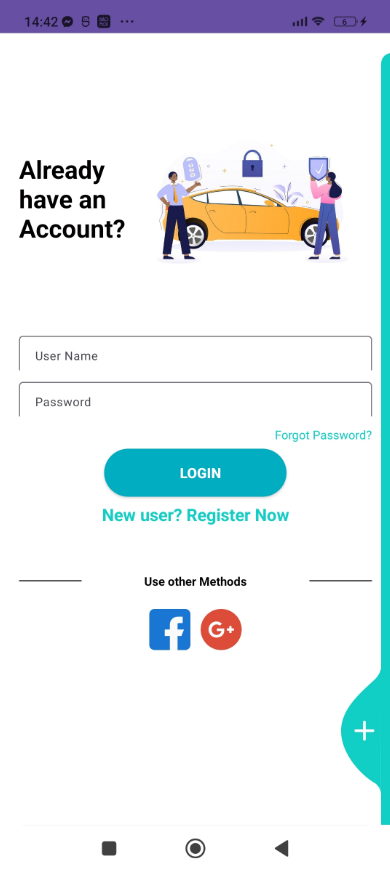 14:42
6
Already
have an
Account?
User Name
Password
Forgot Password?
LOGIN
New user? Register Now
Use other Methods
G+